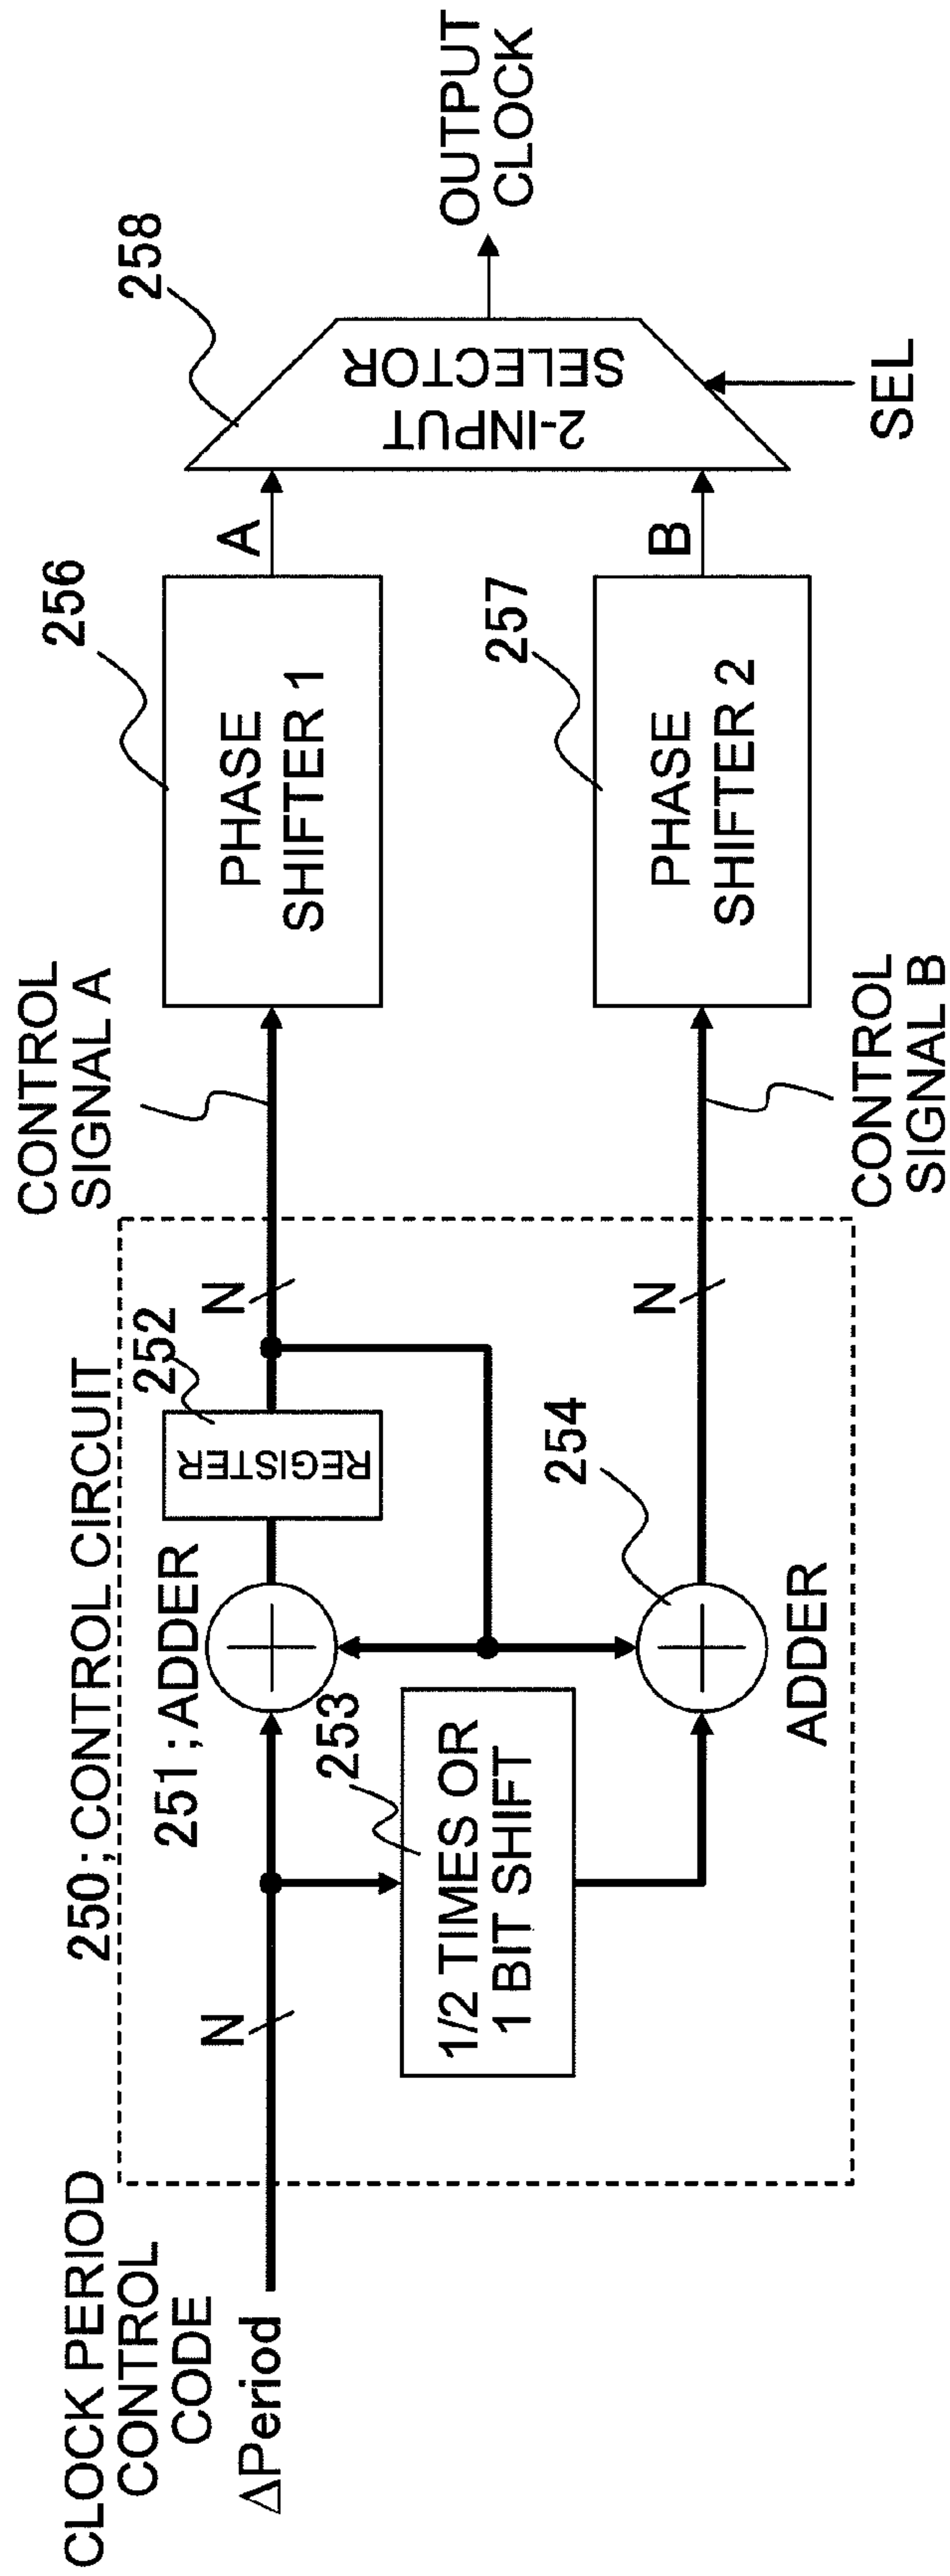 CLOCK PERIOD
CONTROL
CODE
ΔPeriod
N
250;CONTROL CIRCUIT
251;ADDER
252
REGISTER
N
253
1/2 TIMES OR
1 BIT SHIFT
254
ADDER
N
CONTROL
SIGNAL A
CONTROL
SIGNAL B
256
PHASE
SHIFTER 1
257
PHASE
SHIFTER 2
A
B
258
2-INPUT
SELECTOR
SEL
OUTPUT
CLOCK